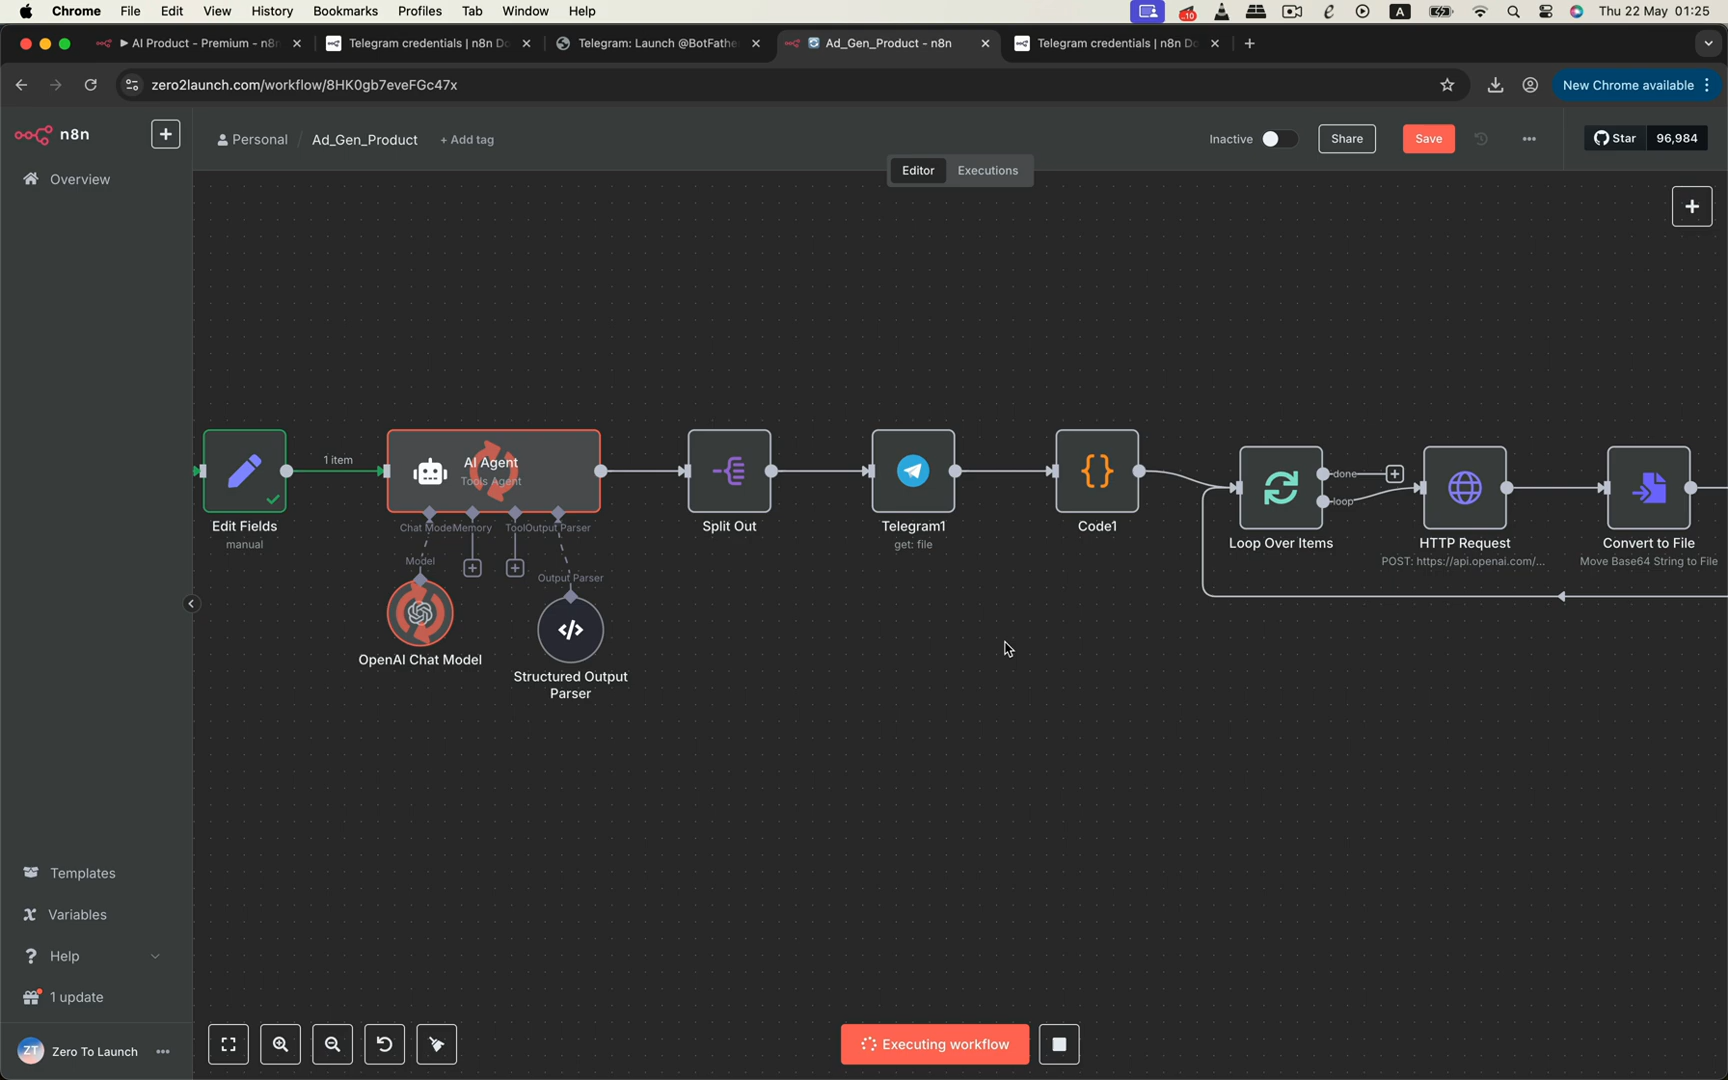 Chrome File Edit View History Bookmarks Profiles Tab Window Help A Thu 22 May 01:25
AI Product - Premium - n8n Telegram credentials | n8n Do Telegram: Launch @BotFathe Ad_Gen_Product - n8n Telegram credentials | n8n Do
zero2launch.com/workflow/8HK0gb7eveFGc47x New Chrome available
n8n
Personal / Ad_Gen_Product + Add tag Inactive Share Save Star 96,984
Editor Executions
Overview
1 item
AI Agent
Tools Agent
done
loop
Edit Fields
manual
Chat Mode Memory Tool Output Parser
Split Out
Telegram1
get: file
Code1
Loop Over Items
HTTP Request
POST: https://api.openai.com/...
Convert to File
Move Base64 String to File
Model
Output Parser
OpenAI Chat Model
Structured Output
Parser
Templates
Variables
Help
1 update
ZT Zero To Launch
Executing workflow